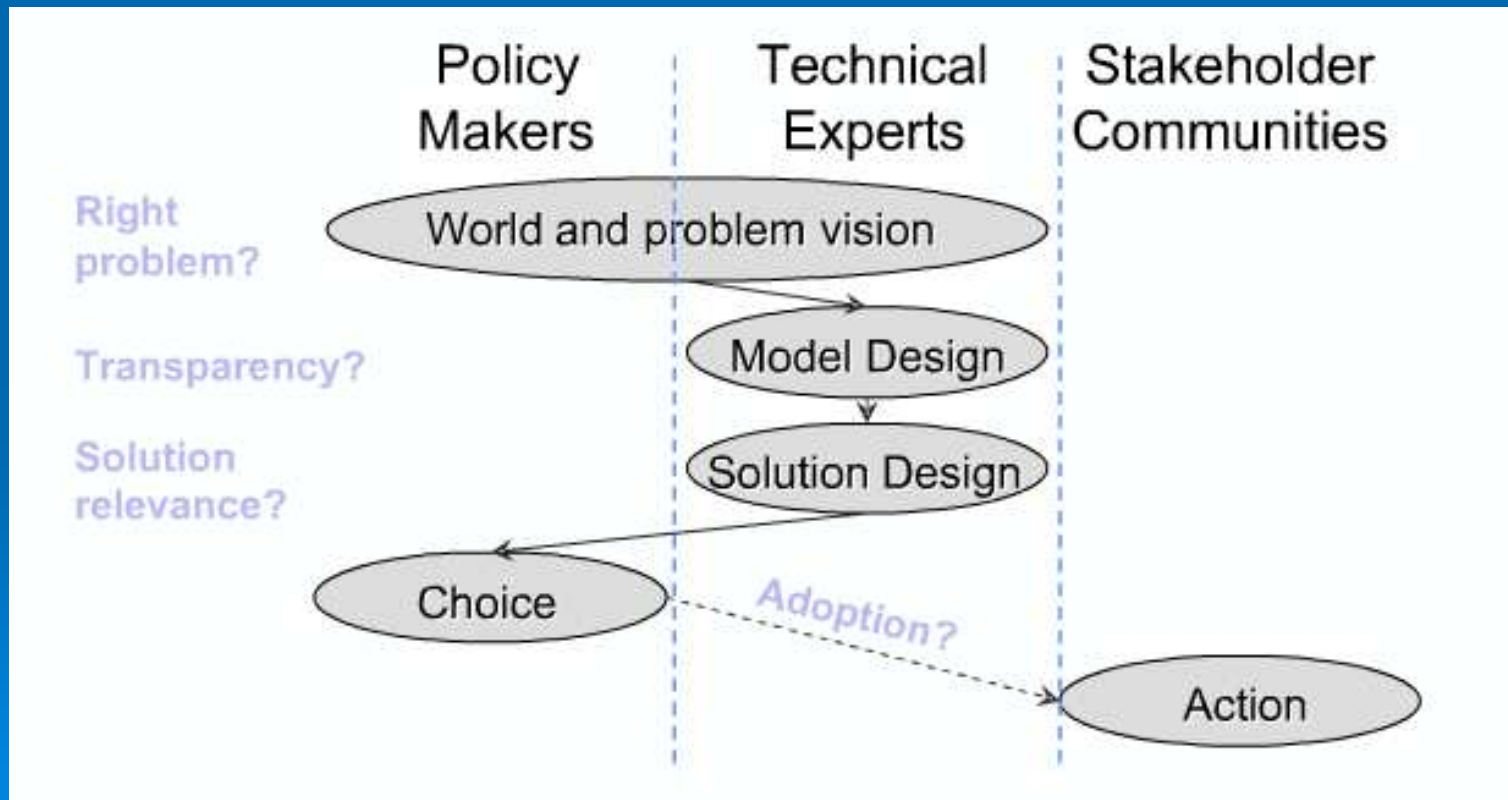 Policy
Makers
Technical
Experts
Stakeholder
Communities
Right
problem?
World and problem vision
Transparency?
Model Design
Solution
relevance?
Solution Design
Choice
Adoption?
Action